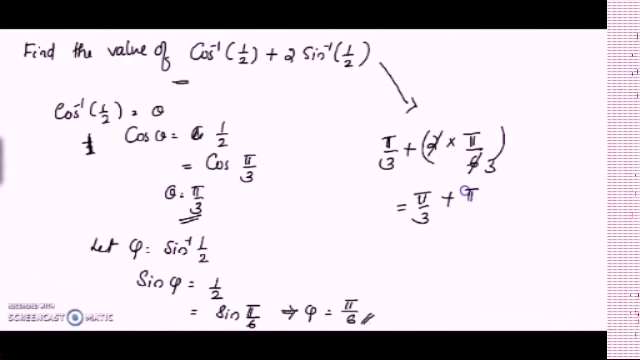 Find the value of Cos⁻¹(1/2) + 2 Sin⁻¹(1/2)
Cos⁻¹(1/2) = θ
Cos θ = 1/2
= Cos π/3
θ = π/3
Let φ = Sin⁻¹ 1/2
Sin φ = 1/2
= Sin π/6 ⇒ φ = π/6
π/3 + (2 × π/6 3)
= π/3 + π
RECORDED WITH
SCREENCAST MATIC